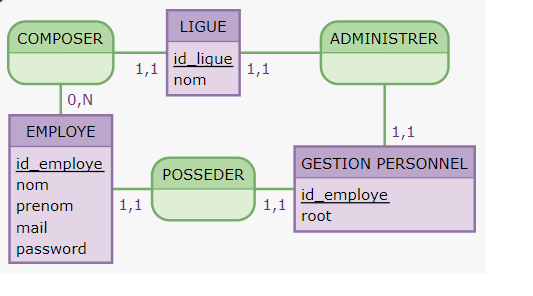 COMPOSER
LIGUE
ADMINISTRER
id_ligue
nom
1,1
1,1
0,N
1,1
EMPLOYE
id_employe
nom
prenom
mail
password
POSSEDER
1,1
1,1
GESTION PERSONNEL
id_employe
root